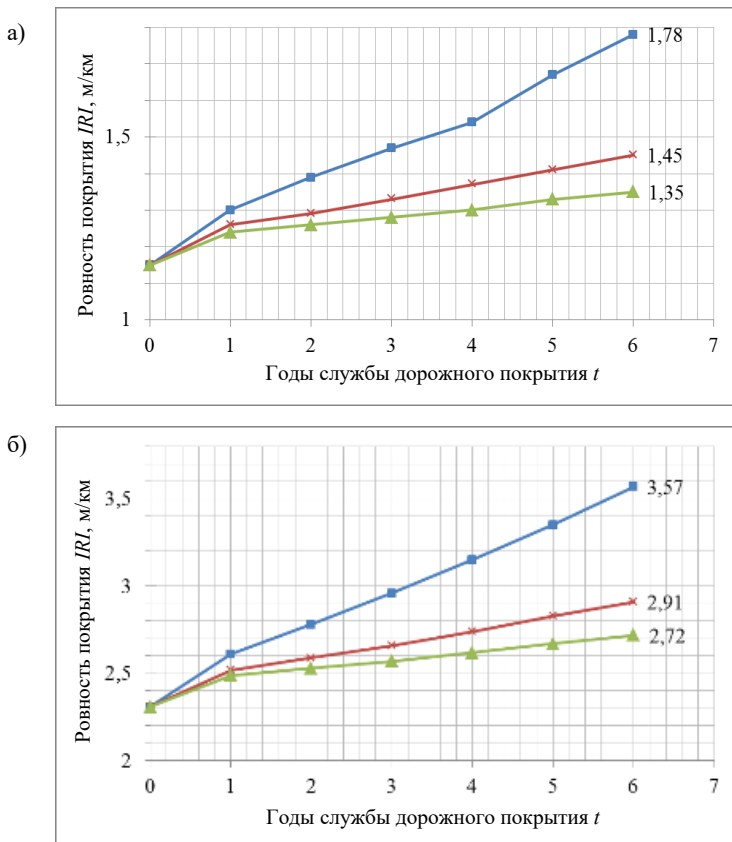 а)
Ровность покрытия IRI, м/км
1,78
1,5
1,45
1,35
1
0 1 2 3 4 5 6 7
Годы службы дорожного покрытия t
б)
Ровность покрытия IRI, м/км
3,5
3,57
3
2,91
2,72
2,5
2
0 1 2 3 4 5 6 7
Годы службы дорожного покрытия t